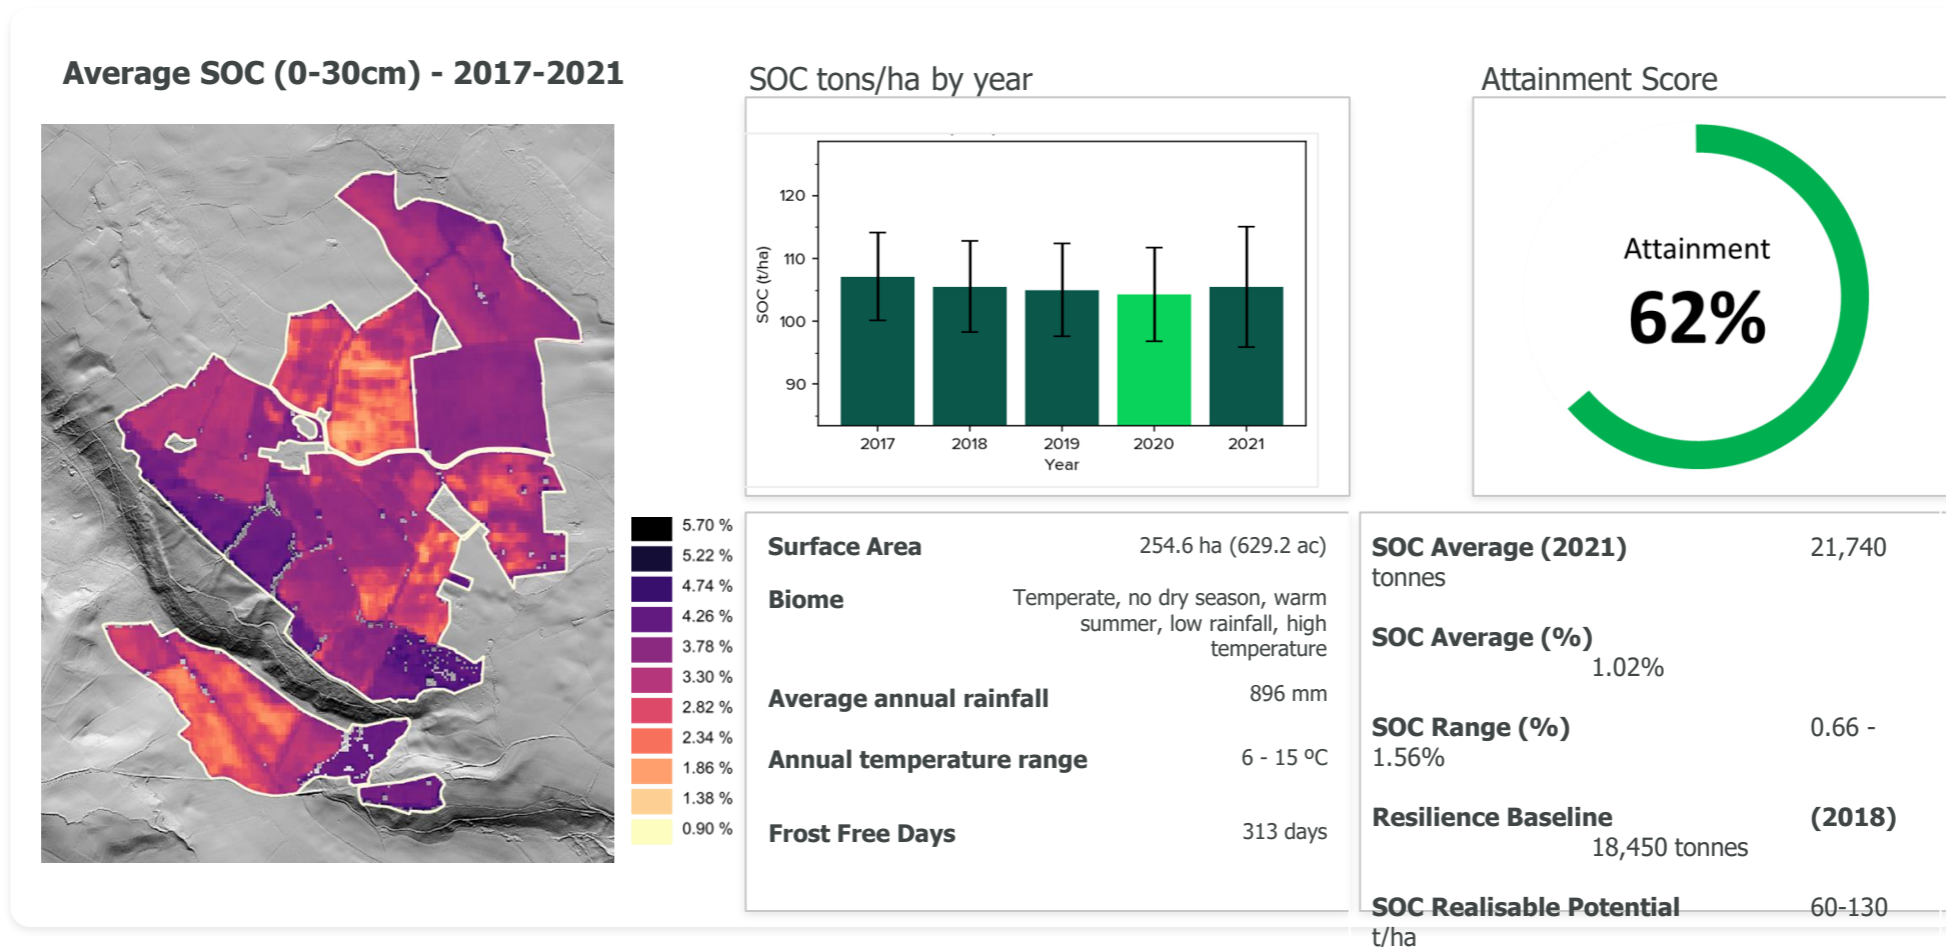 Average SOC (0-30cm) - 2017-2021
5.70 %
5.22 %
4.74 %
4.26 %
3.78 %
3.30 %
2.82 %
2.34 %
1.86 %
1.38 %
0.90 %
SOC tons/ha by year
SOC (t/ha)
120
110
100
90
2017 2018 2019 2020 2021
Year
Attainment Score
Attainment
62%
Surface Area 254.6 ha (629.2 ac)
Biome Temperate, no dry season, warm
summer, low rainfall, high
temperature
Average annual rainfall 896 mm
Annual temperature range 6 - 15 ºC
Frost Free Days 313 days
SOC Average (2021) 21,740
tonnes
SOC Average (%)
1.02%
SOC Range (%) 0.66 -
1.56%
Resilience Baseline (2018)
18,450 tonnes
SOC Realisable Potential 60-130
t/ha